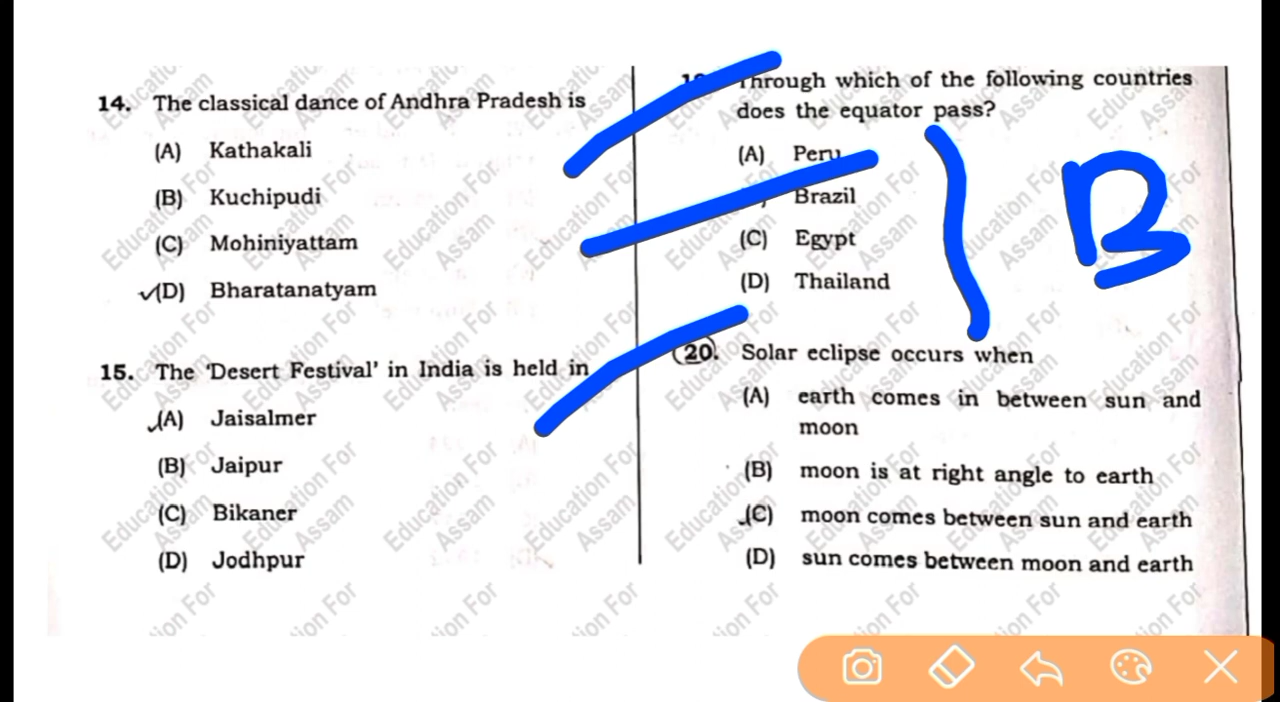 14. The classical dance of Andhra Pradesh is
(A) Kathakali
(B) Kuchipudi
(C) Mohiniyattam
(D) Bharatanatyam
15. The 'Desert Festival' in India is held in
(A) Jaisalmer
(B) Jaipur
(C) Bikaner
(D) Jodhpur
Through which of the following countries
does the equator pass?
(A) Peru
Brazil
(C) Egypt
(D) Thailand
B
20. Solar eclipse occurs when
(A) earth comes in between sun and
moon
(B) moon is at right angle to earth
(C) moon comes between sun and earth
(D) sun comes between moon and earth
Education For
Assam